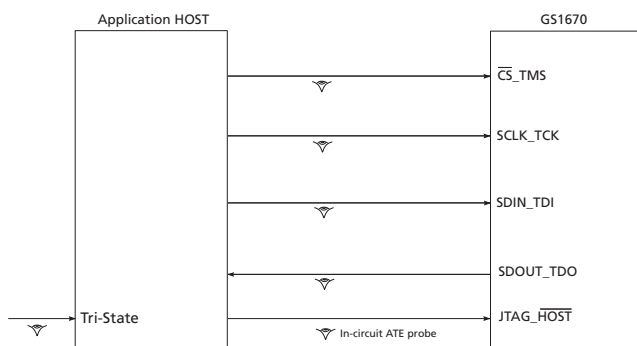 Application HOST
GS1670
CS_TMS
SCLK_TCK
SDIN_TDI
SDOUT_TDO
Tri-State
JTAG_HOST
In-circuit ATE probe